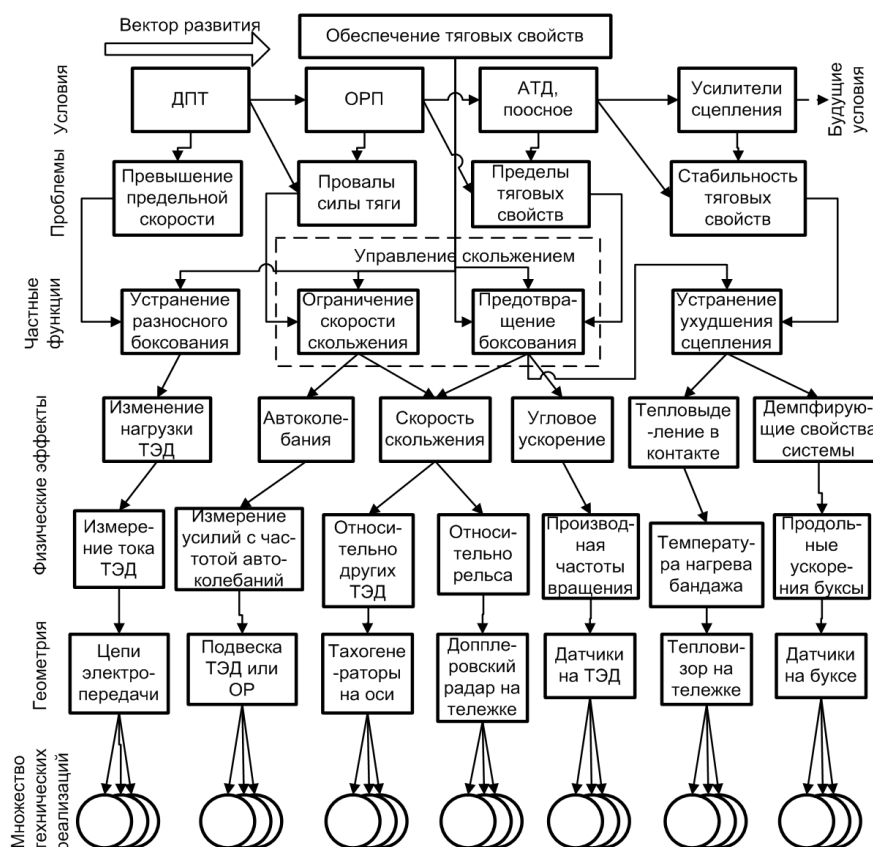 Вектор развития
Обеспечение тяговых свойств
Условия
ДПТ
ОРП
АТД,
поосное
Усилители
сцепления
Будущие
условия
Проблемы
Превышение
предельной
скорости
Провалы
силы тяги
Пределы
тяговых
свойств
Стабильность
тяговых
свойств
Управление скольжением
Частные
функции
Устранение
разносного
боксования
Ограничение
скорости
скольжения
Предотвра-
щение
боксования
Устранение
ухудшения
сцепления
Физические эффекты
Изменение
нагрузки
ТЭД
Автоколе-
бания
Скорость
скольжения
Угловое
ускорение
Тепловыде
-ление в
контакте
Демпфирую-
щие свойства
системы
Измере-
ние тока
ТЭД
Измерение
усилий с час-
тотой авто-
колебаний
Относи-
тельно
других
ТЭД
Относи-
тельно
рельса
Производ-
ная
частоты
вращения
Температу-
ра нагрева
бандажа
Продоль-
ные
ускоре-
ния буксы
Геометрия
Цепи
электро-
передачи
Подвеска
ТЭД или
ОР
Тахогене
-раторы
на оси
Доппле-
ровский
радар на
тележке
Датчики
на ТЭД
Теплови-
зор на
тележке
Датчики
на буксе
Множество
технических
реализаций